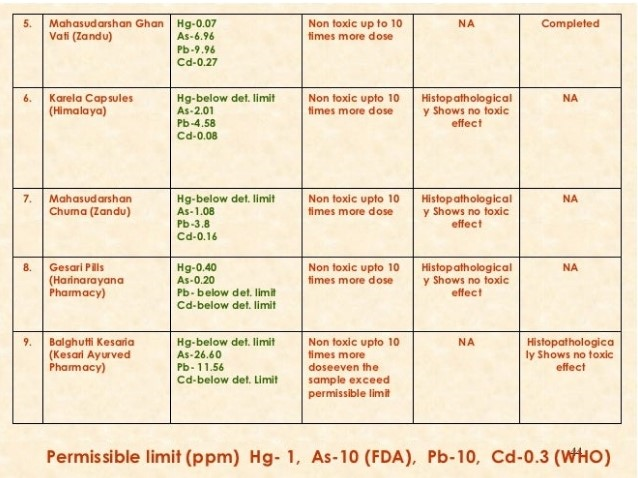 5.
Mahasudarshan Ghan
Vati (Zandu)
Hg-0.07
As-6.96
Pb-9.96
Cd-0.27
Non toxic up to 10
times more dose
NA
Completed
6.
Karela Capsules
(Himalaya)
Hg-below det. limit
As-2.01
Pb-4.58
Cd-0.08
Non toxic upto 10
times more dose
Histopathological
y Shows no toxic
effect
NA
7.
Mahasudarshan
Churna (Zandu)
Hg-below det. limit
As-1.08
Pb-3.8
Cd-0.16
Non toxic upto 10
times more dose
Histopathological
y Shows no toxic
effect
NA
8.
Gesari Pills
(Harinarayana
Pharmacy)
Hg-0.40
As-0.20
Pb- below det. limit
Cd-below det. limit
Non toxic upto 10
times more dose
Histopathological
y Shows no toxic
effect
NA
9.
Balghutti Kesaria
(Kesari Ayurved
Pharmacy)
Hg-below det. limit
As-26.60
Pb- 11.56
Cd-below det. Limit
Non toxic upto 10
times more
doseeven the
sample exceed
permissible limit
NA
Histopathologica
ly Shows no toxic
effect
Permissible limit (ppm) Hg- 1, As-10 (FDA), Pb-10, Cd-0.3 (WHO)